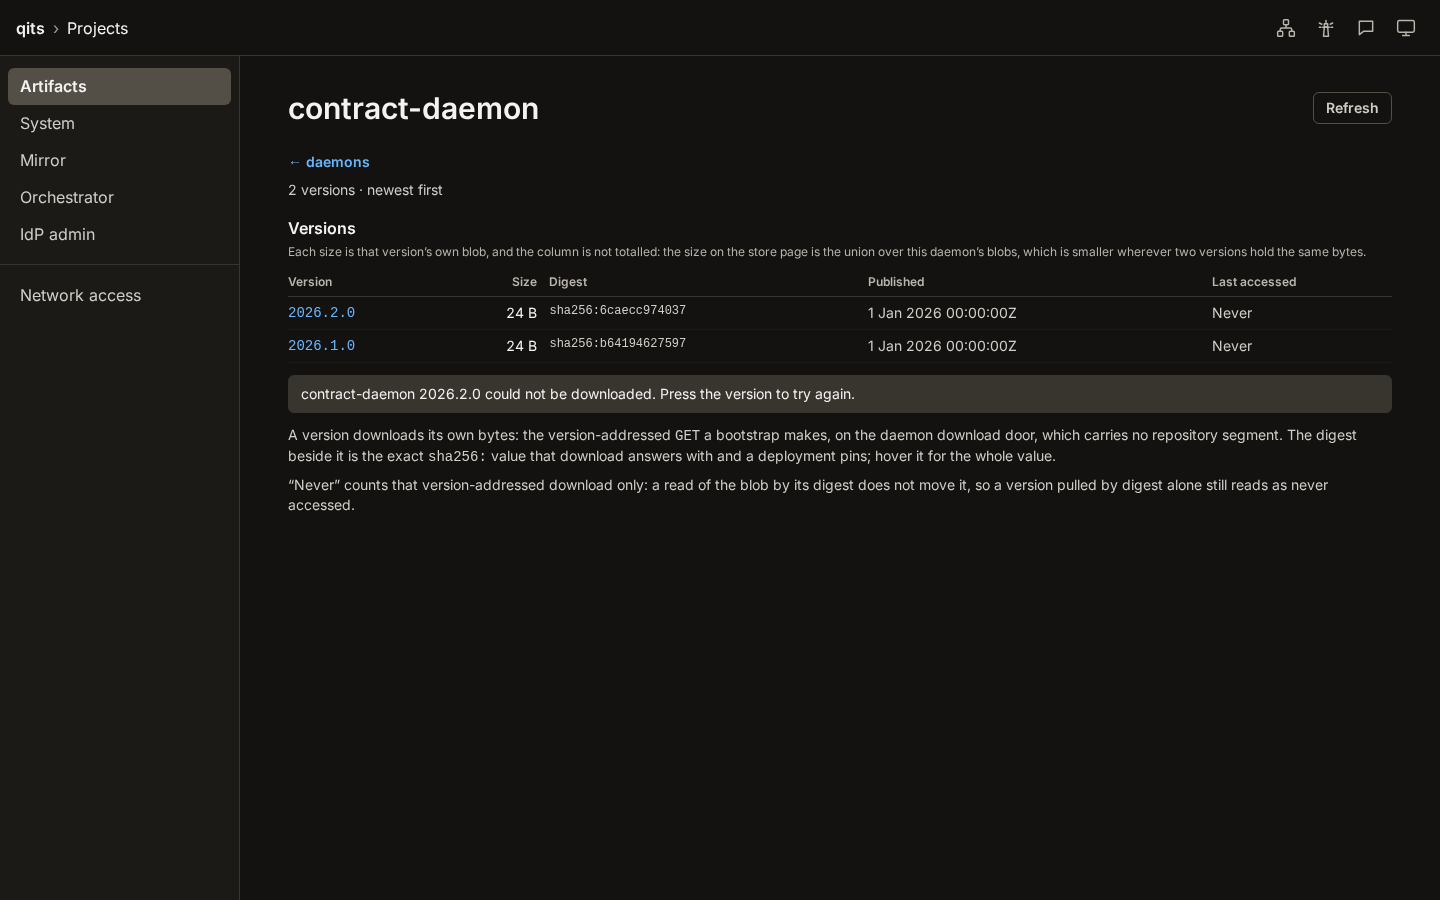 qits › Projects
Artifacts
System
Mirror
Orchestrator
IdP admin
Network access
contract-daemon
Refresh
← daemons
2 versions · newest first
Versions
Each size is that version’s own blob, and the column is not totalled: the size on the store page is the union over this daemon’s blobs, which is smaller wherever two versions hold the same bytes.
Version Size Digest Published Last accessed
2026.2.0 24 B sha256:6caecc974037 1 Jan 2026 00:00:00Z Never
2026.1.0 24 B sha256:b64194627597 1 Jan 2026 00:00:00Z Never
contract-daemon 2026.2.0 could not be downloaded. Press the version to try again.
A version downloads its own bytes: the version-addressed GET a bootstrap makes, on the daemon download door, which carries no repository segment. The digest
beside it is the exact sha256: value that download answers with and a deployment pins; hover it for the whole value.
“Never” counts that version-addressed download only: a read of the blob by its digest does not move it, so a version pulled by digest alone still reads as never
accessed.